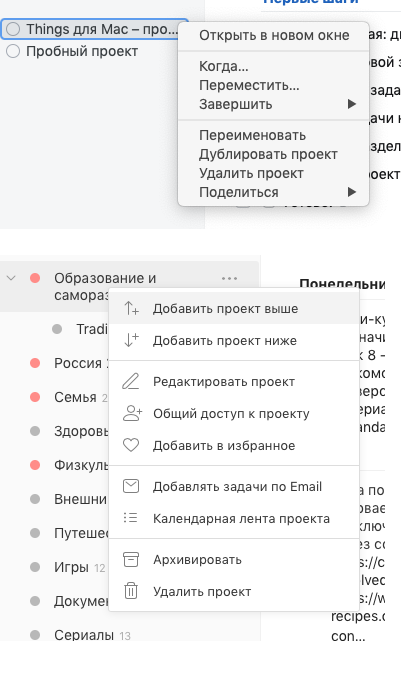 Первые шаги
Things для Mac – про...
Пробный проект
Открыть в новом окне
Когда...
Переместить...
Завершить
Переименовать
Дублировать проект
Удалить проект
Поделиться
Образование и
самораз
Понедельник
Добавить проект выше
Tradi
Добавить проект ниже
Россия
Редактировать проект
Семья 2
Общий доступ к проекту
Здоровь
Добавить в избранное
Физкуль
Внешни
Добавлять задачи по Email
Путешес
Календарная лента проекта
Игры 12
Архивировать
Докумен
Удалить проект
recipes.c
Сериалы 13
con...